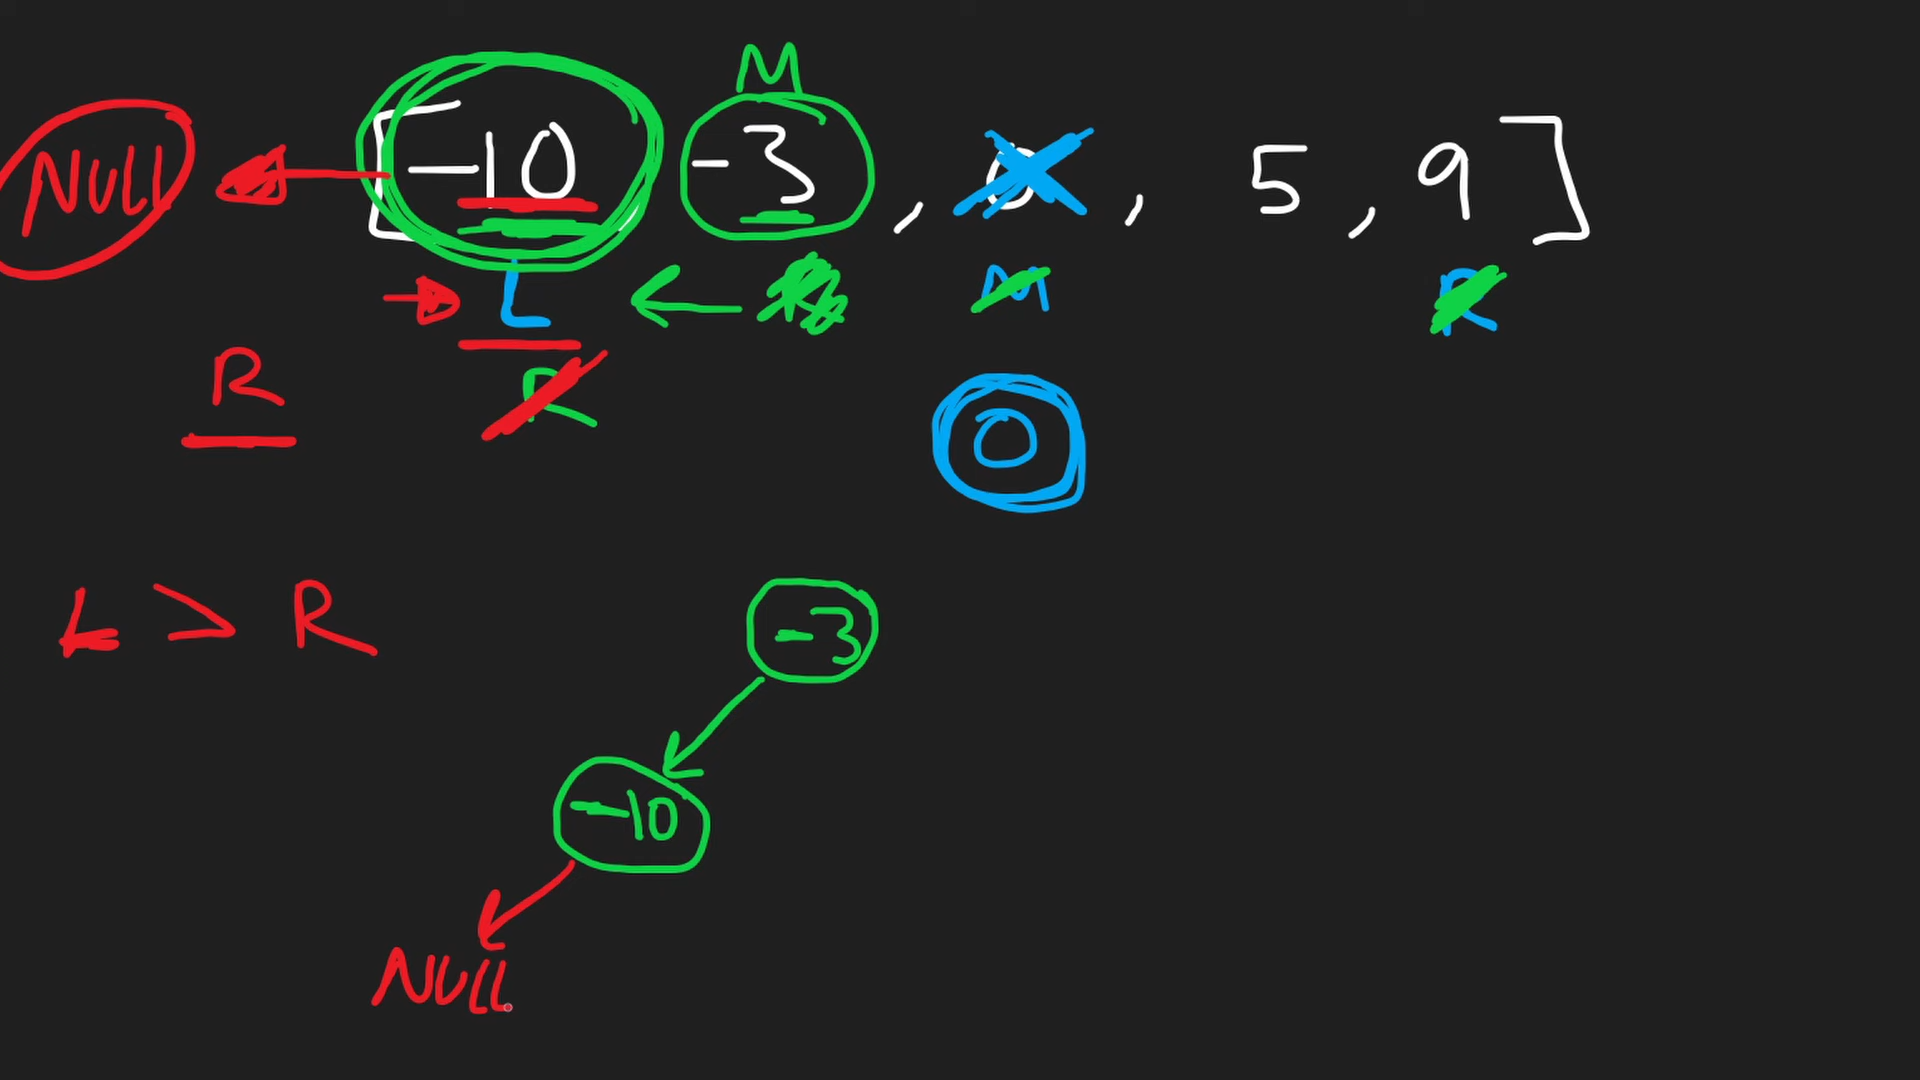 M
NULL [ -10 -3 , 0 , 5 , 9 ]
L M R
R R
0
L > R
-3
-10
NULL